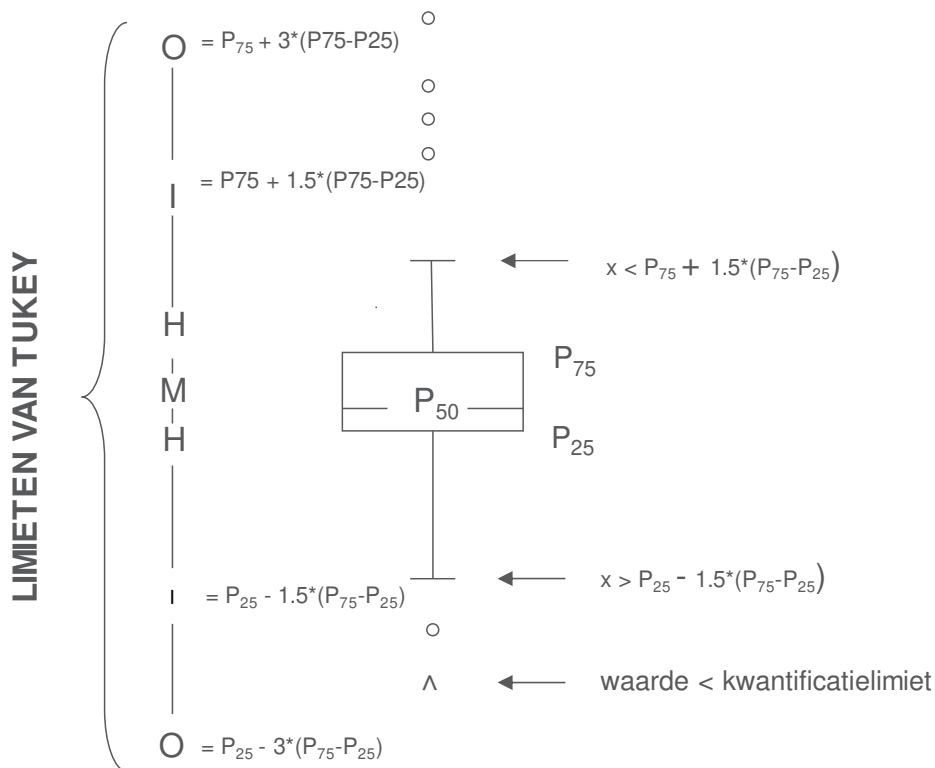 LIMIETEN VAN TUKEY
O = P75 + 3*(P75-P25)
I = P75 + 1.5*(P75-P25)
H
M
H
I = P25 - 1.5*(P75-P25)
O = P25 - 3*(P75-P25)
x < P75 + 1.5*(P75-P25)
P75
P50
P25
x > P25 - 1.5*(P75-P25)
^ waarde < kwantificatielimiet